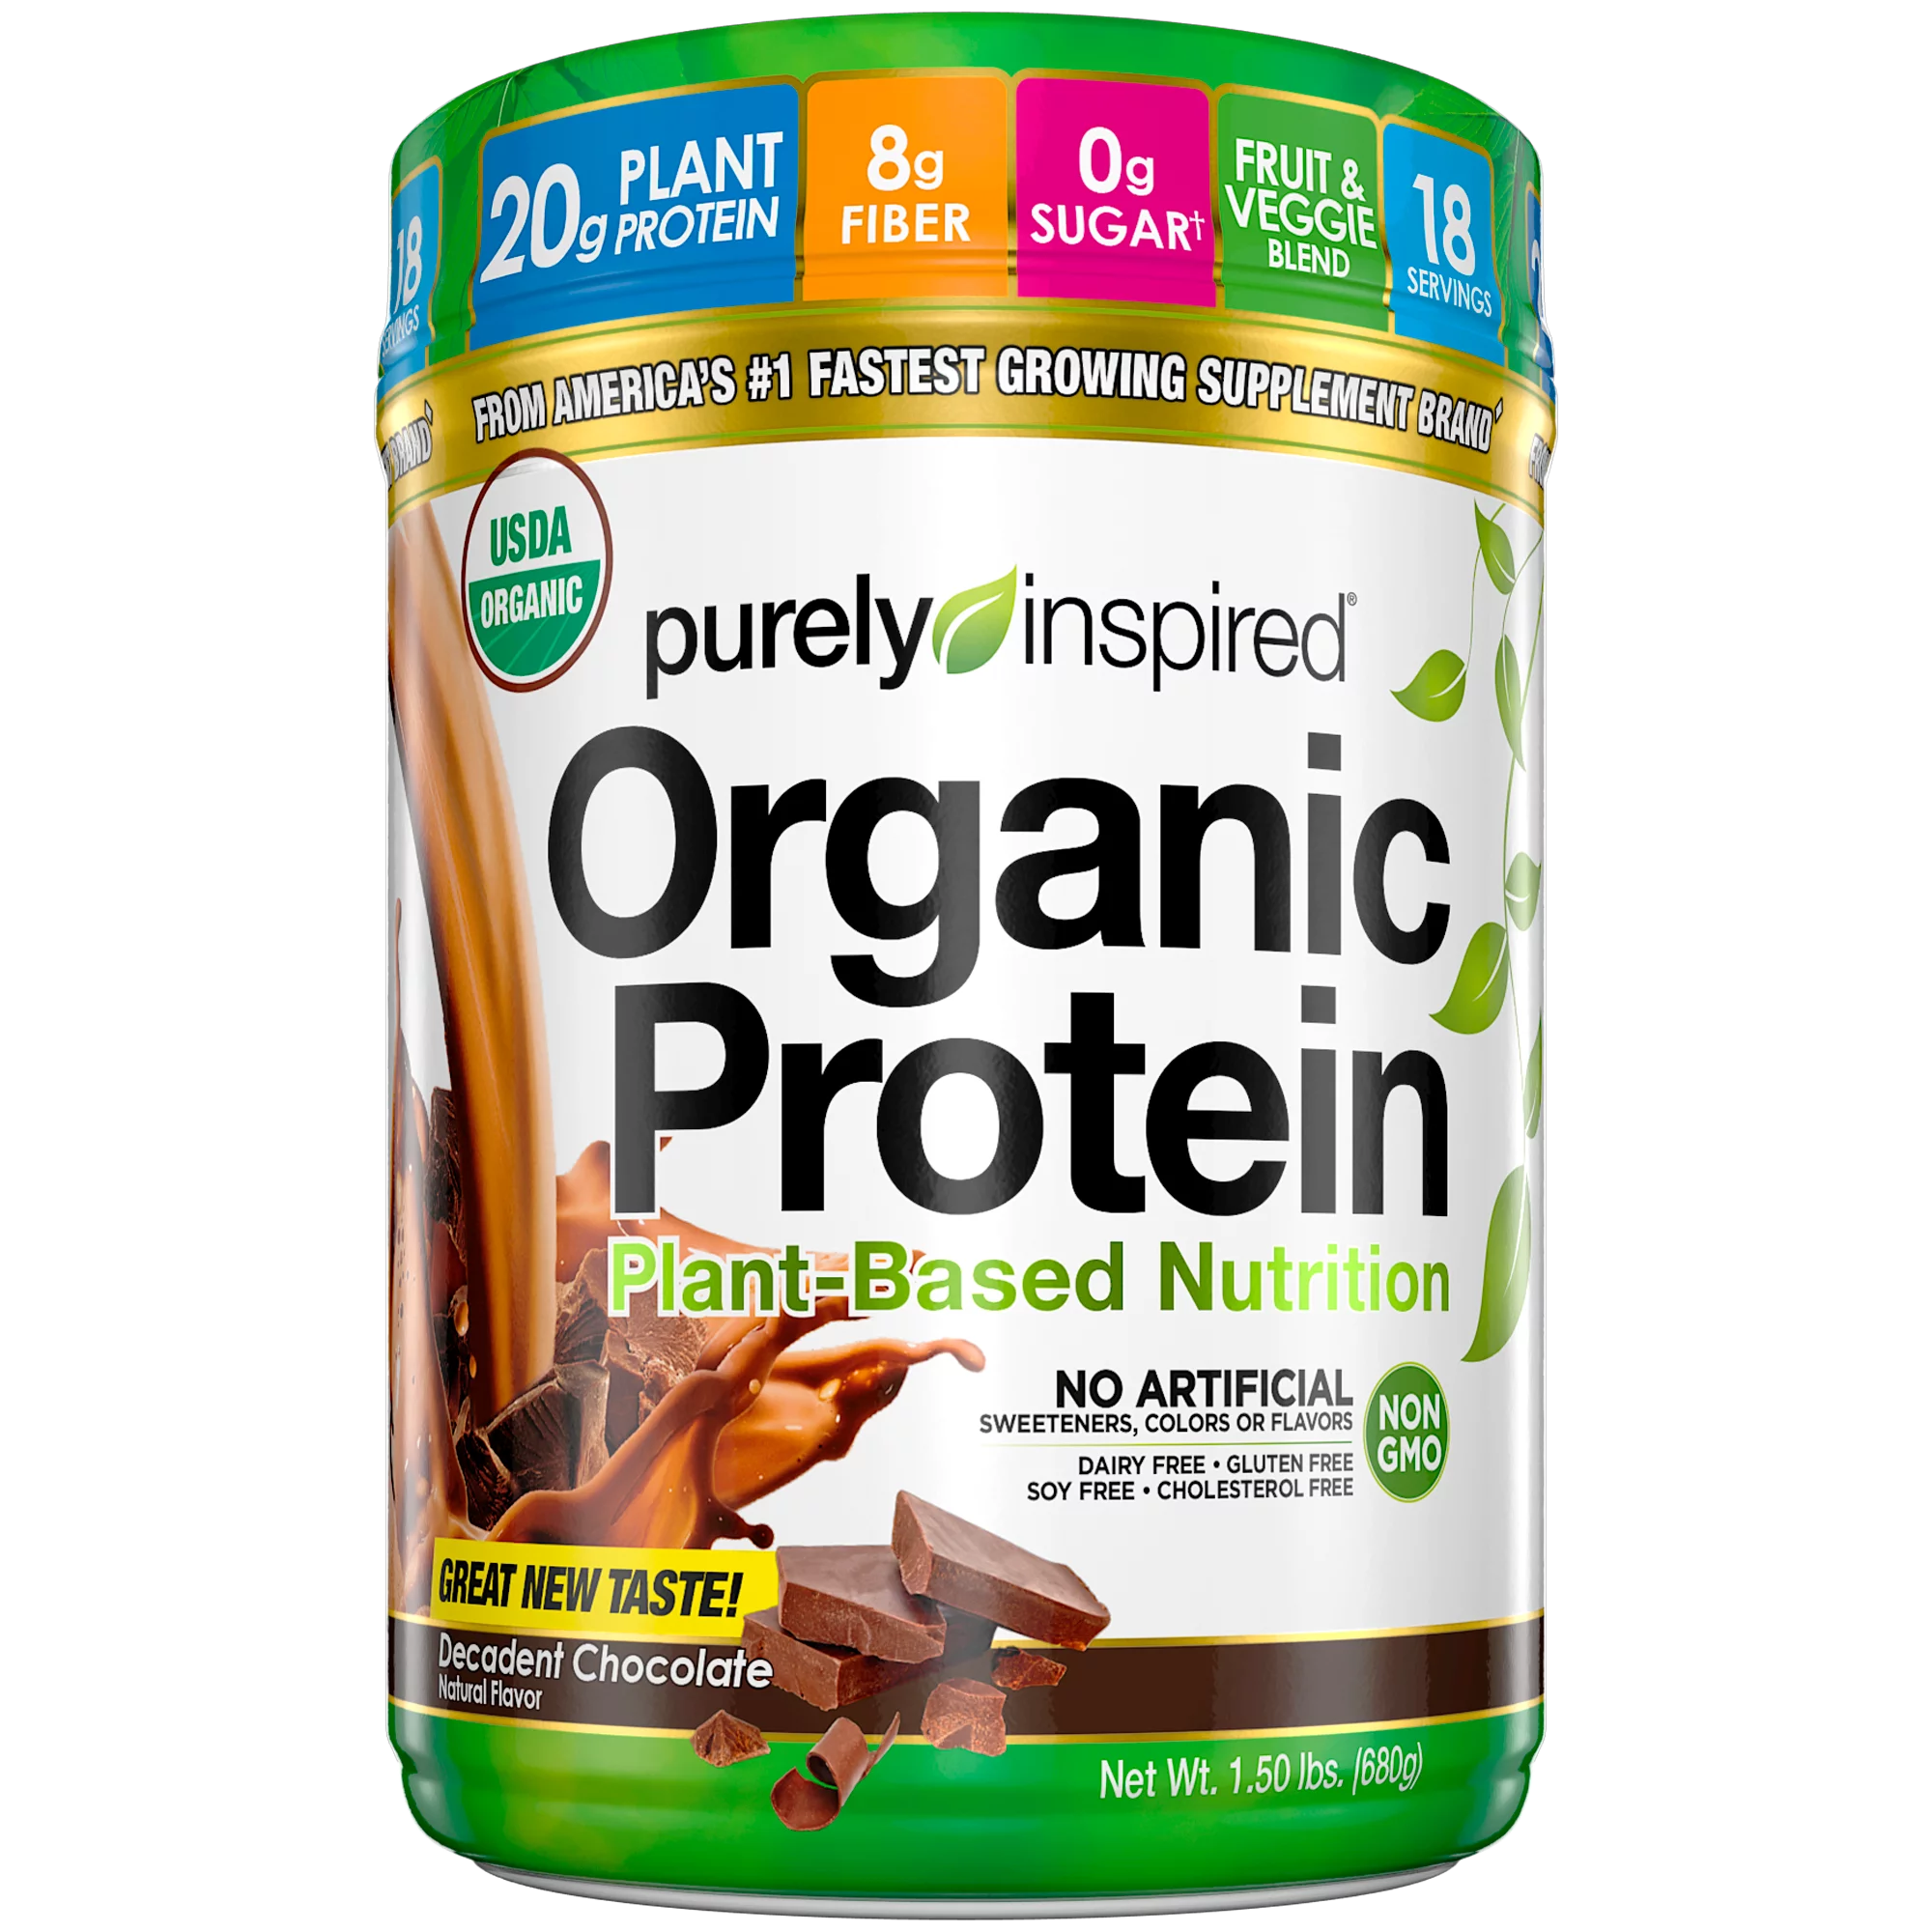 20g PLANT
PROTEIN
8g
FIBER
0g
SUGAR†
FRUIT &
VEGGIE
BLEND
18
SERVINGS
18
FROM AMERICA'S #1 FASTEST GROWING SUPPLEMENT BRAND^
BRAND^
USDA
ORGANIC
purely inspired®
Organic
Protein
Plant-Based Nutrition
NO ARTIFICIAL
SWEETENERS, COLORS OR FLAVORS
DAIRY FREE • GLUTEN FREE
SOY FREE • CHOLESTEROL FREE
NON
GMO
GREAT NEW TASTE!
Decadent Chocolate
Natural Flavor
Net Wt. 1.50 lbs. (680g)